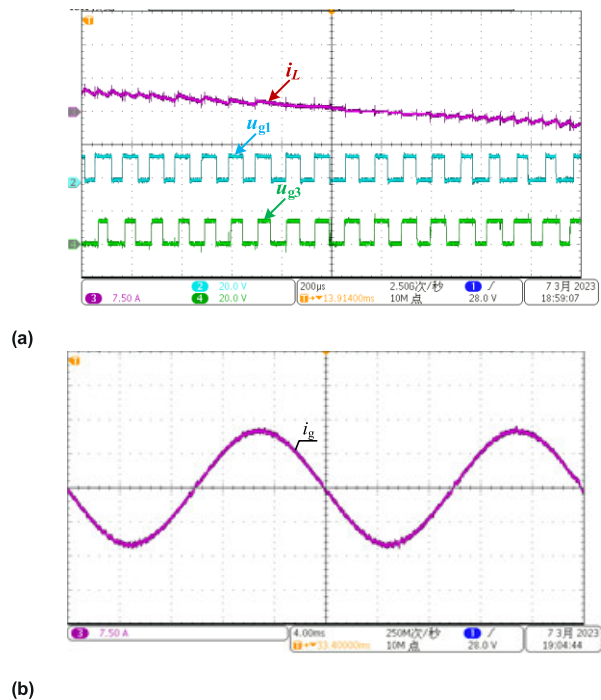 i_L
u_g1
2
u_g3
4
2 20.0 V 200μs 2.50G次/秒 1 ∕ 7 3月 2023
3 7.50 A 4 20.0 V T→▼13.91400ms 10M 点 28.0 V 18:59:07
(a)
i_g
3 7.50 A 4.00ms 250M次/秒 1 ∕ 7 3月 2023
T→▼33.40000ms 10M 点 28.0 V 19:04:44
(b)